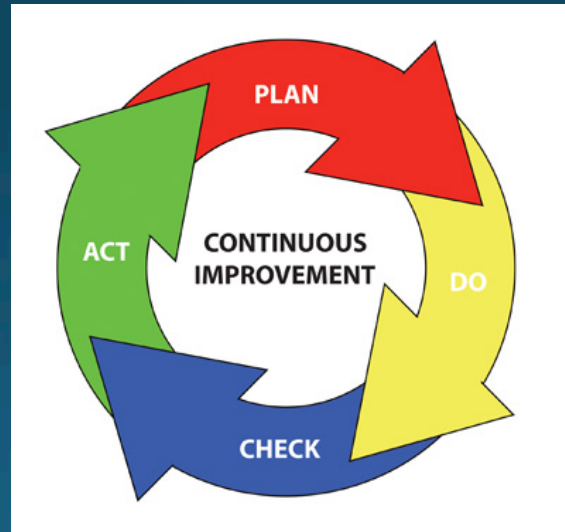 PLAN
DO
CHECK
ACT
CONTINUOUS
IMPROVEMENT